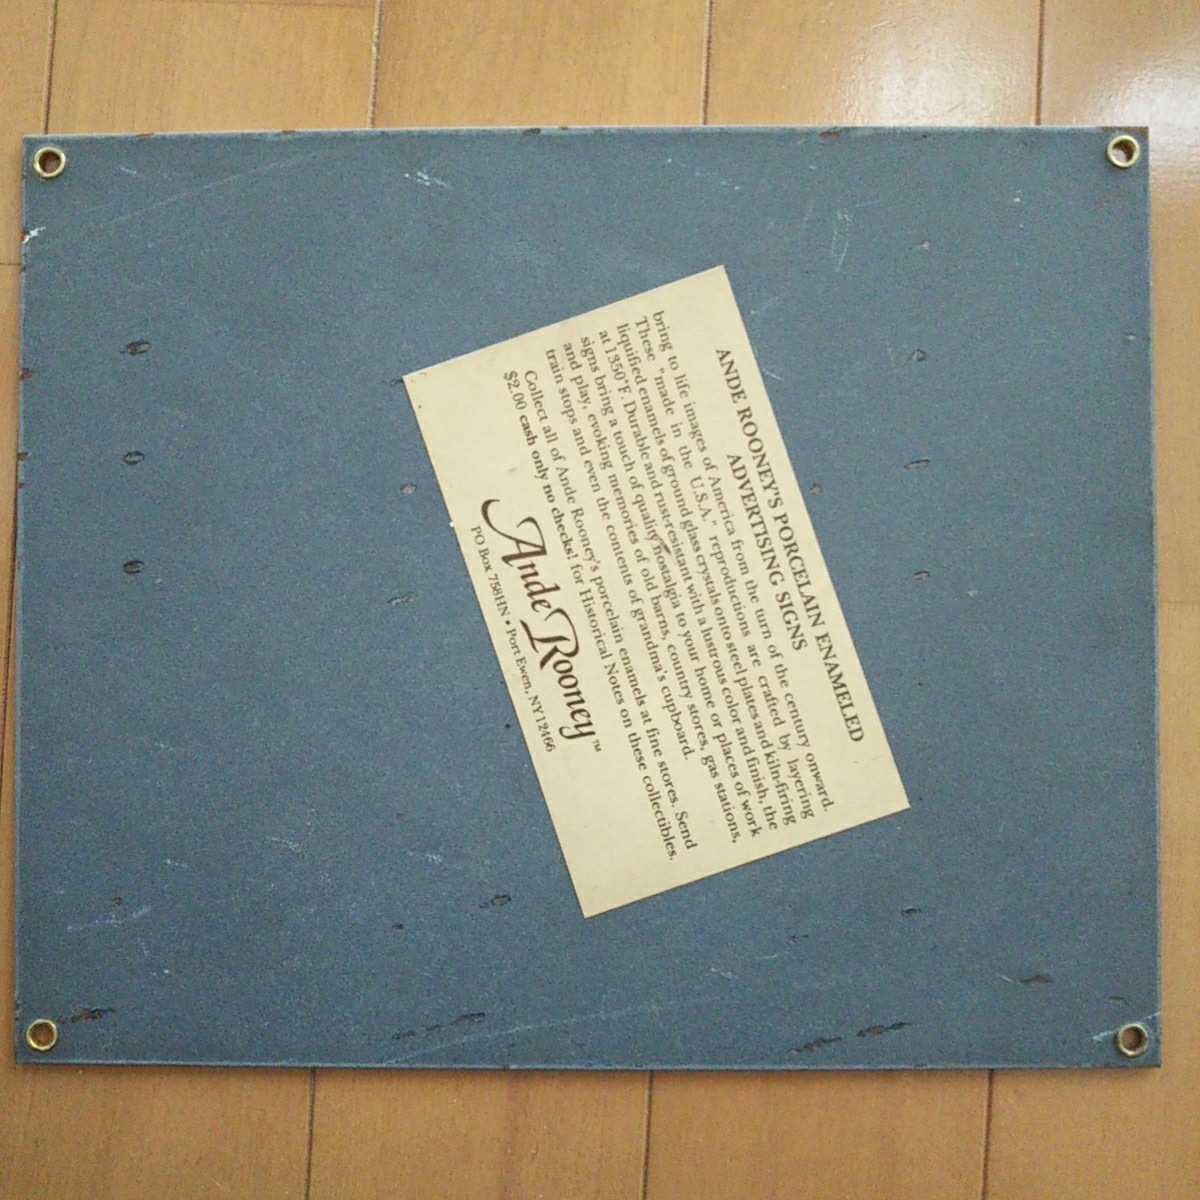 ANDE ROONEY'S PORCELAIN ENAMELED
ADVERTISING SIGNS
bring to life images of America from the turn of the century onward.
These "made in the U.S.A." reproductions are crafted by layering
liquified enamels of ground glass crystals onto steel plates and kiln-firing
at 1350°F. Durable and rust-resistant with a lustrous color and finish, the
signs bring a touch of quality nostalgia to your home or places of work
and play, evoking memories of old barns, country stores, gas stations,
train stops and even the contents of grandma's cupboard.
Collect all of Ande Rooney's porcelain enamels at fine stores. Send
$2.00 cash only no checks! for Historical Notes on these collectibles.
Ande Rooney™
PO Box 758HN • Port Ewen, NY 12466